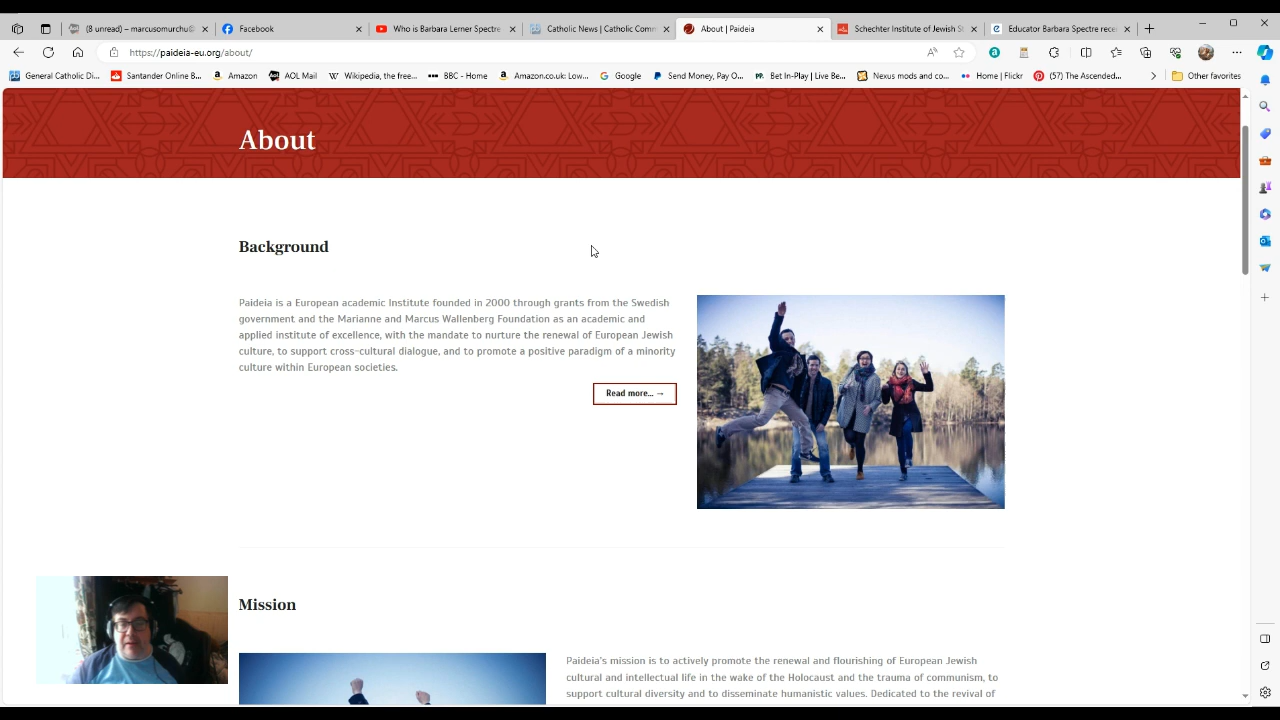 (8 unread) – marcusomurchu@
Facebook
Who is Barbara Lerner Spectre
Catholic News | Catholic Comm
About | Paideia
Schechter Institute of Jewish St
Educator Barbara Spectre rece
https://paideia-eu.org/about/
General Catholic Di...
Santander Online B...
Amazon
AOL Mail
Wikipedia, the free...
BBC - Home
Amazon.co.uk: Low...
Google
Send Money, Pay O...
Bet In-Play | Live Be...
Nexus mods and co...
Home | Flickr
(57) The Ascended...
Other favorites
About
Background
Paideia is a European academic Institute founded in 2000 through grants from the Swedish
government and the Marianne and Marcus Wallenberg Foundation as an academic and
applied institute of excellence, with the mandate to nurture the renewal of European Jewish
culture, to support cross-cultural dialogue, and to promote a positive paradigm of a minority
culture within European societies.
Read more... →
Mission
Paideia's mission is to actively promote the renewal and flourishing of European Jewish
cultural and intellectual life in the wake of the Holocaust and the trauma of communism, to
support cultural diversity and to disseminate humanistic values. Dedicated to the revival of